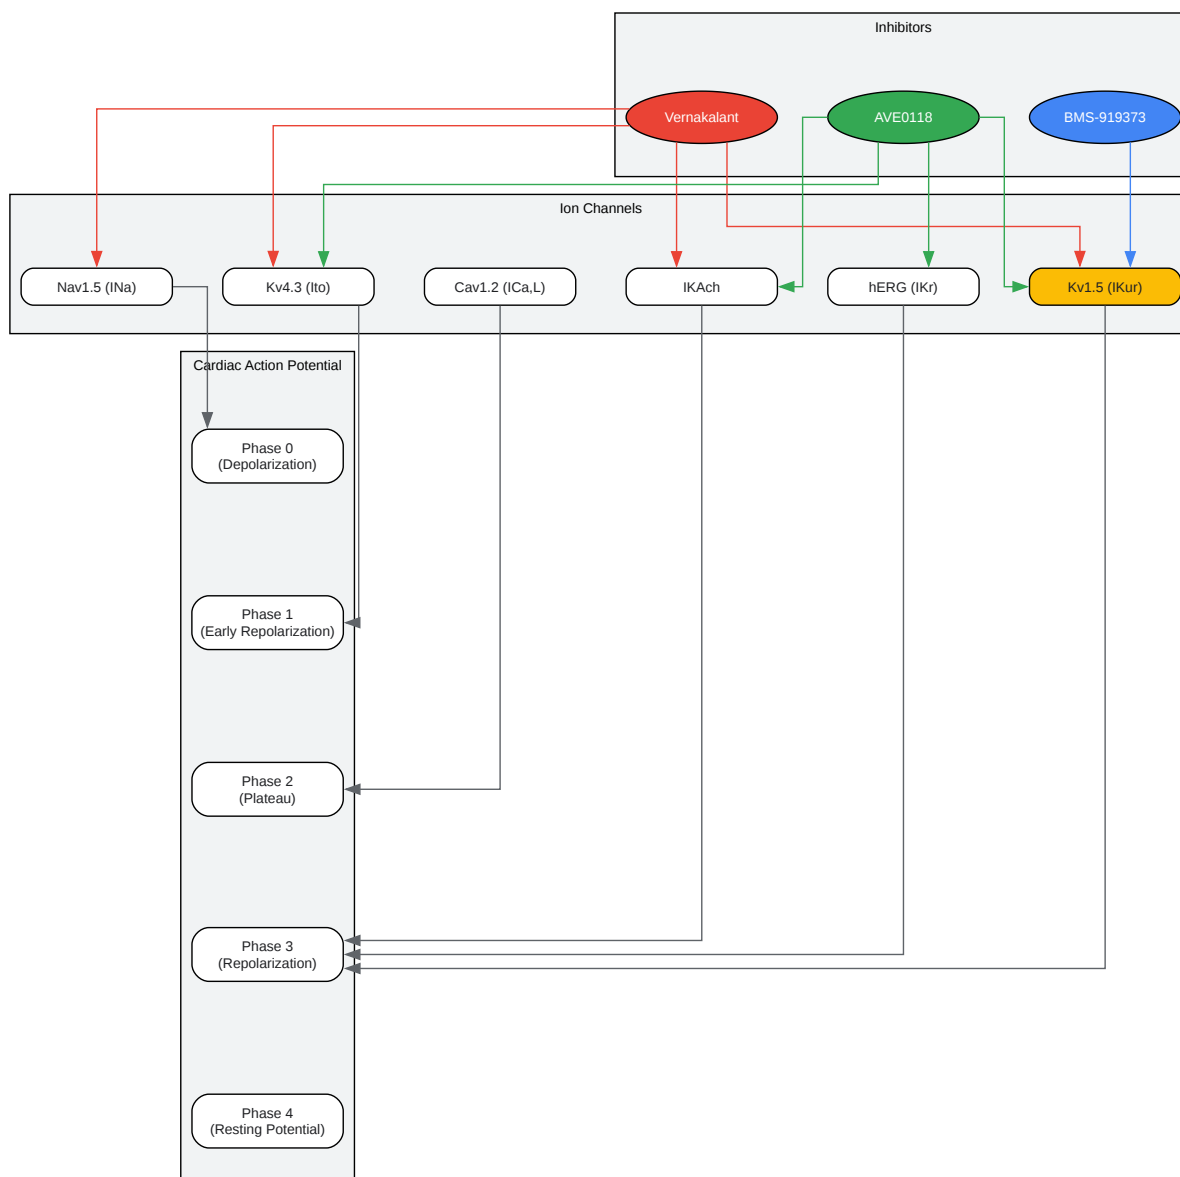 Inhibitors
Vernakalant
AVE0118
BMS-919373
Ion Channels
Nav1.5 (INa)
Kv4.3 (Ito)
Cav1.2 (ICa,L)
IKAch
hERG (IKr)
Kv1.5 (IKur)
Cardiac Action Potential
Phase 0
(Depolarization)
Phase 1
(Early Repolarization)
Phase 2
(Plateau)
Phase 3
(Repolarization)
Phase 4
(Resting Potential)